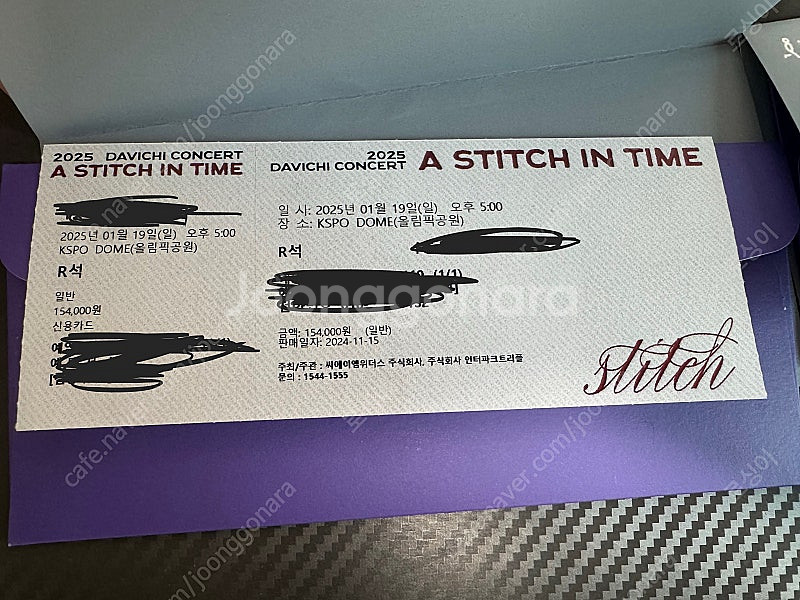 2025 DAVICHI CONCERT
A STITCH IN TIME
2025년 01월 19일(일) 오후 5:00
KSPO DOME(올림픽공원)
R석
일반
154,000원
신용카드
2025
DAVICHI CONCERT
A STITCH IN TIME
일 시: 2025년 01월 19일(일) 오후 5:00
장 소: KSPO DOME(올림픽공원)
R석
(1/1)
금액: 154,000원 (일반)
판매일자: 2024-11-15
주최/주관 : 씨에이엠위더스 주식회사, 주식회사 인터파크트리플
문의 : 1544-1555
stitch
Joonggonara
cafe.naver.com/joonggonara